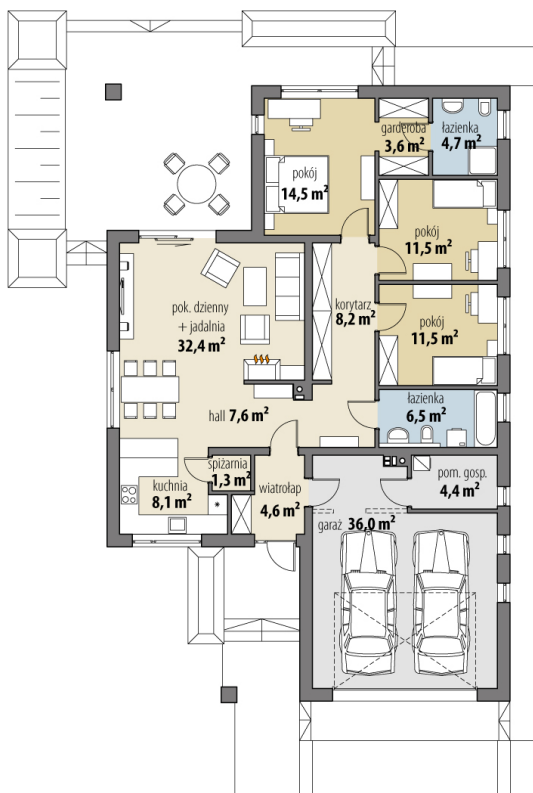 garderoba
3,6 m²
łazienka
4,7 m²
pokój
14,5 m²
pokój
11,5 m²
pok. dzienny
+ jadalnia
32,4 m²
korytarz
8,2 m²
pokój
11,5 m²
łazienka
6,5 m²
hall 7,6 m²
spiżarnia
1,3 m²
kuchnia
8,1 m²
wiatrołap
4,6 m²
pom. gosp.
4,4 m²
garaż 36,0 m²